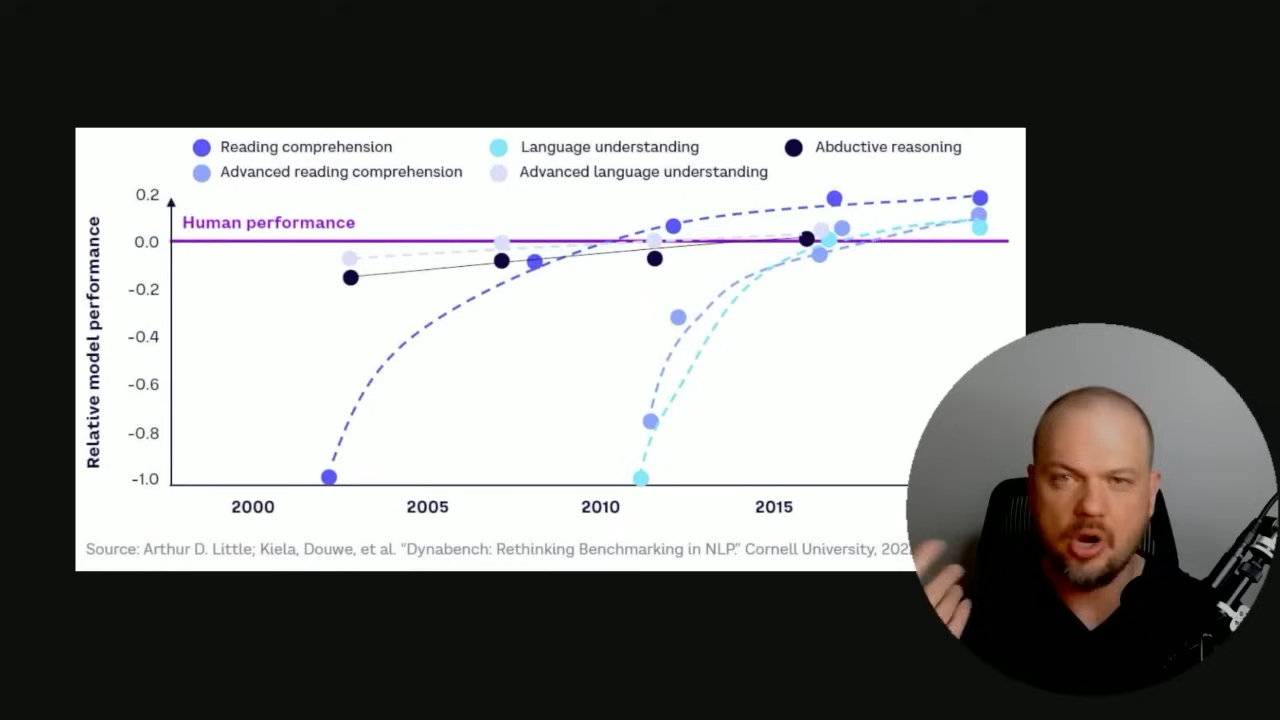 Reading comprehension
Language understanding
Abductive reasoning
Advanced reading comprehension
Advanced language understanding
Relative model performance
0.2
Human performance
0.0
-0.2
-0.4
-0.6
-0.8
-1.0
2000 2005 2010 2015
Source: Arthur D. Little; Kiela, Douwe, et al. “Dynabench: Rethinking Benchmarking in NLP.” Cornell University,